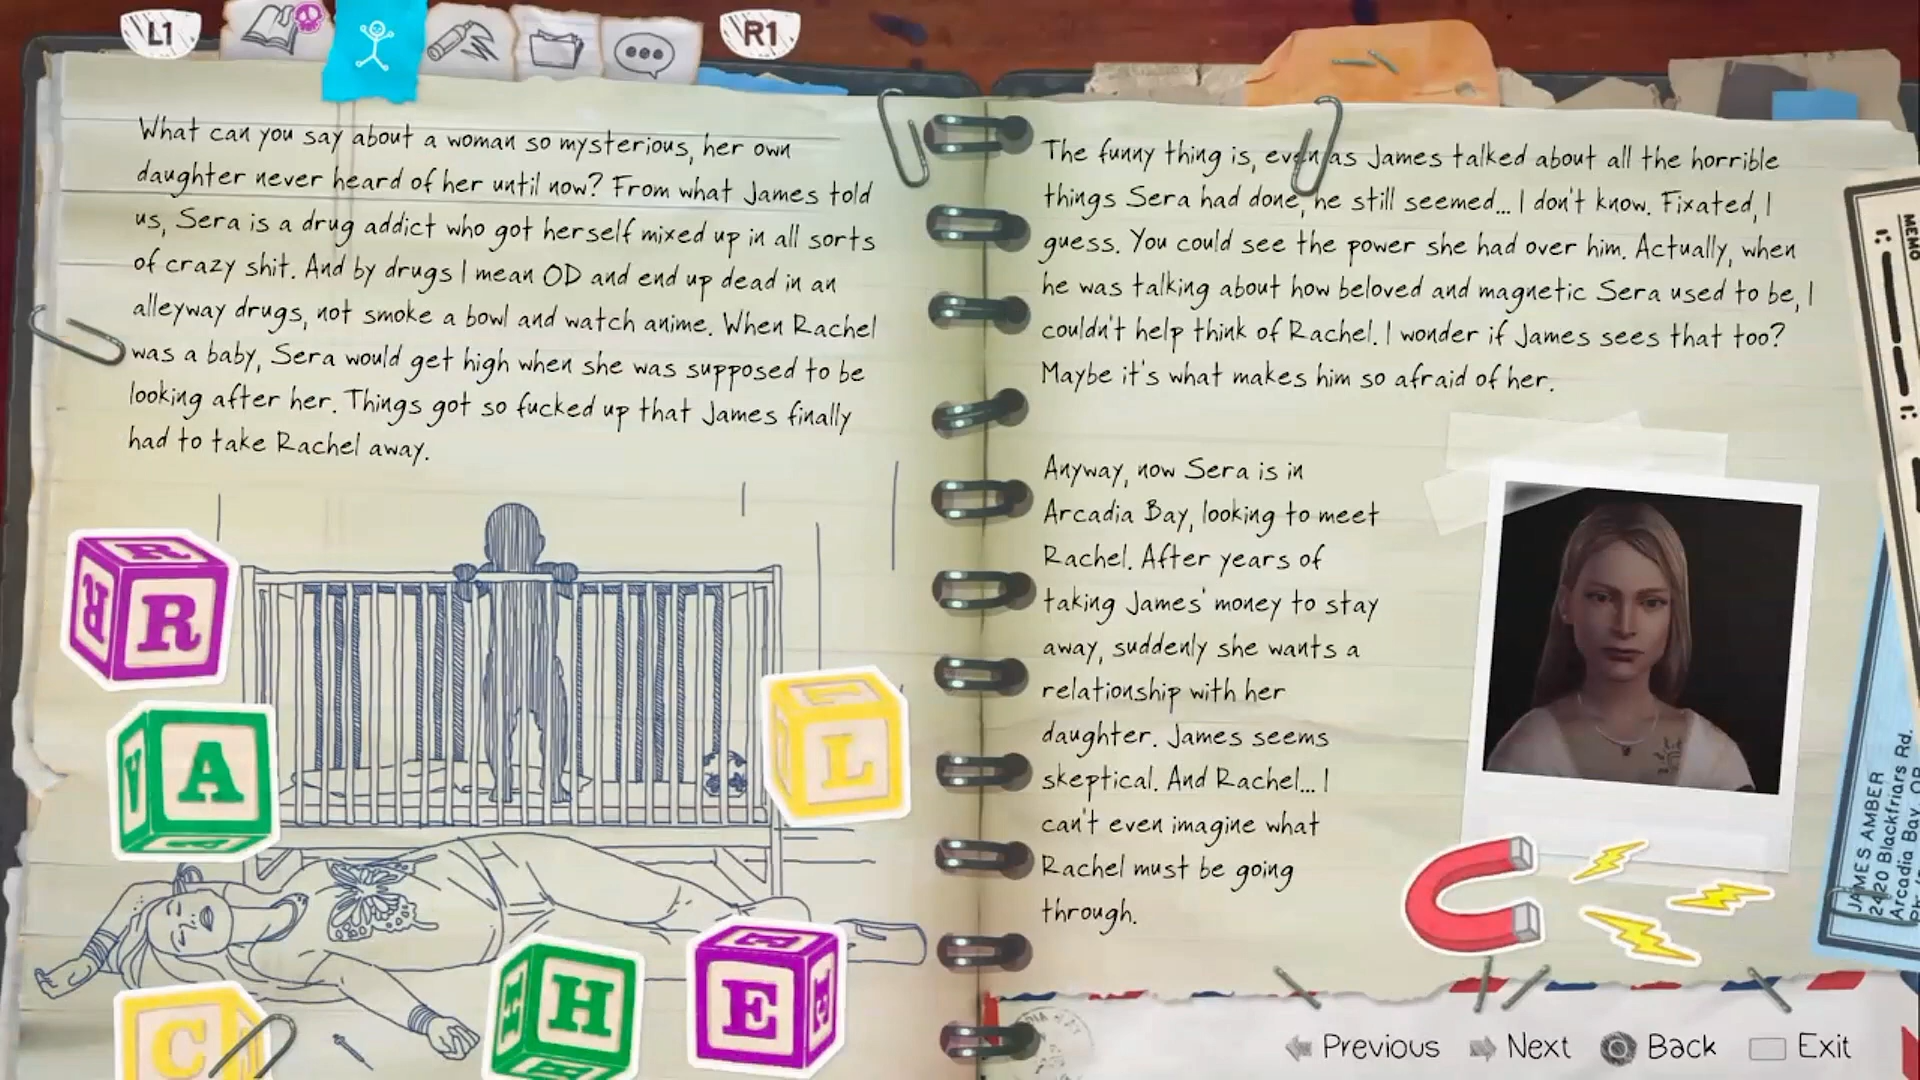 L1
R1
What can you say about a woman so mysterious, her own
daughter never heard of her until now? From what James told
us, Sera is a drug addict who got herself mixed up in all sorts
of crazy shit. And by drugs I mean OD and end up dead in an
alleyway drugs, not smoke a bowl and watch anime. When Rachel
was a baby, Sera would get high when she was supposed to be
looking after her. Things got so fucked up that James finally
had to take Rachel away.
R
R
R
A
A
A
L
L
C
H
H
H
E
E
E
The funny thing is, even as James talked about all the horrible
things Sera had done, he still seemed... I don't know. Fixated, I
guess. You could see the power she had over him. Actually, when
he was talking about how beloved and magnetic Sera used to be, I
couldn't help think of Rachel. I wonder if James sees that too?
Maybe it's what makes him so afraid of her.
Anyway, now Sera is in
Arcadia Bay, looking to meet
Rachel. After years of
taking James' money to stay
away, suddenly she wants a
relationship with her
daughter. James seems
skeptical. And Rachel... I
can't even imagine what
Rachel must be going
through.
MEMO
JAMES AMBER
2420 Blackfriars Rd.
Arcadia Bay, OR
Previous
Next
Back
Exit